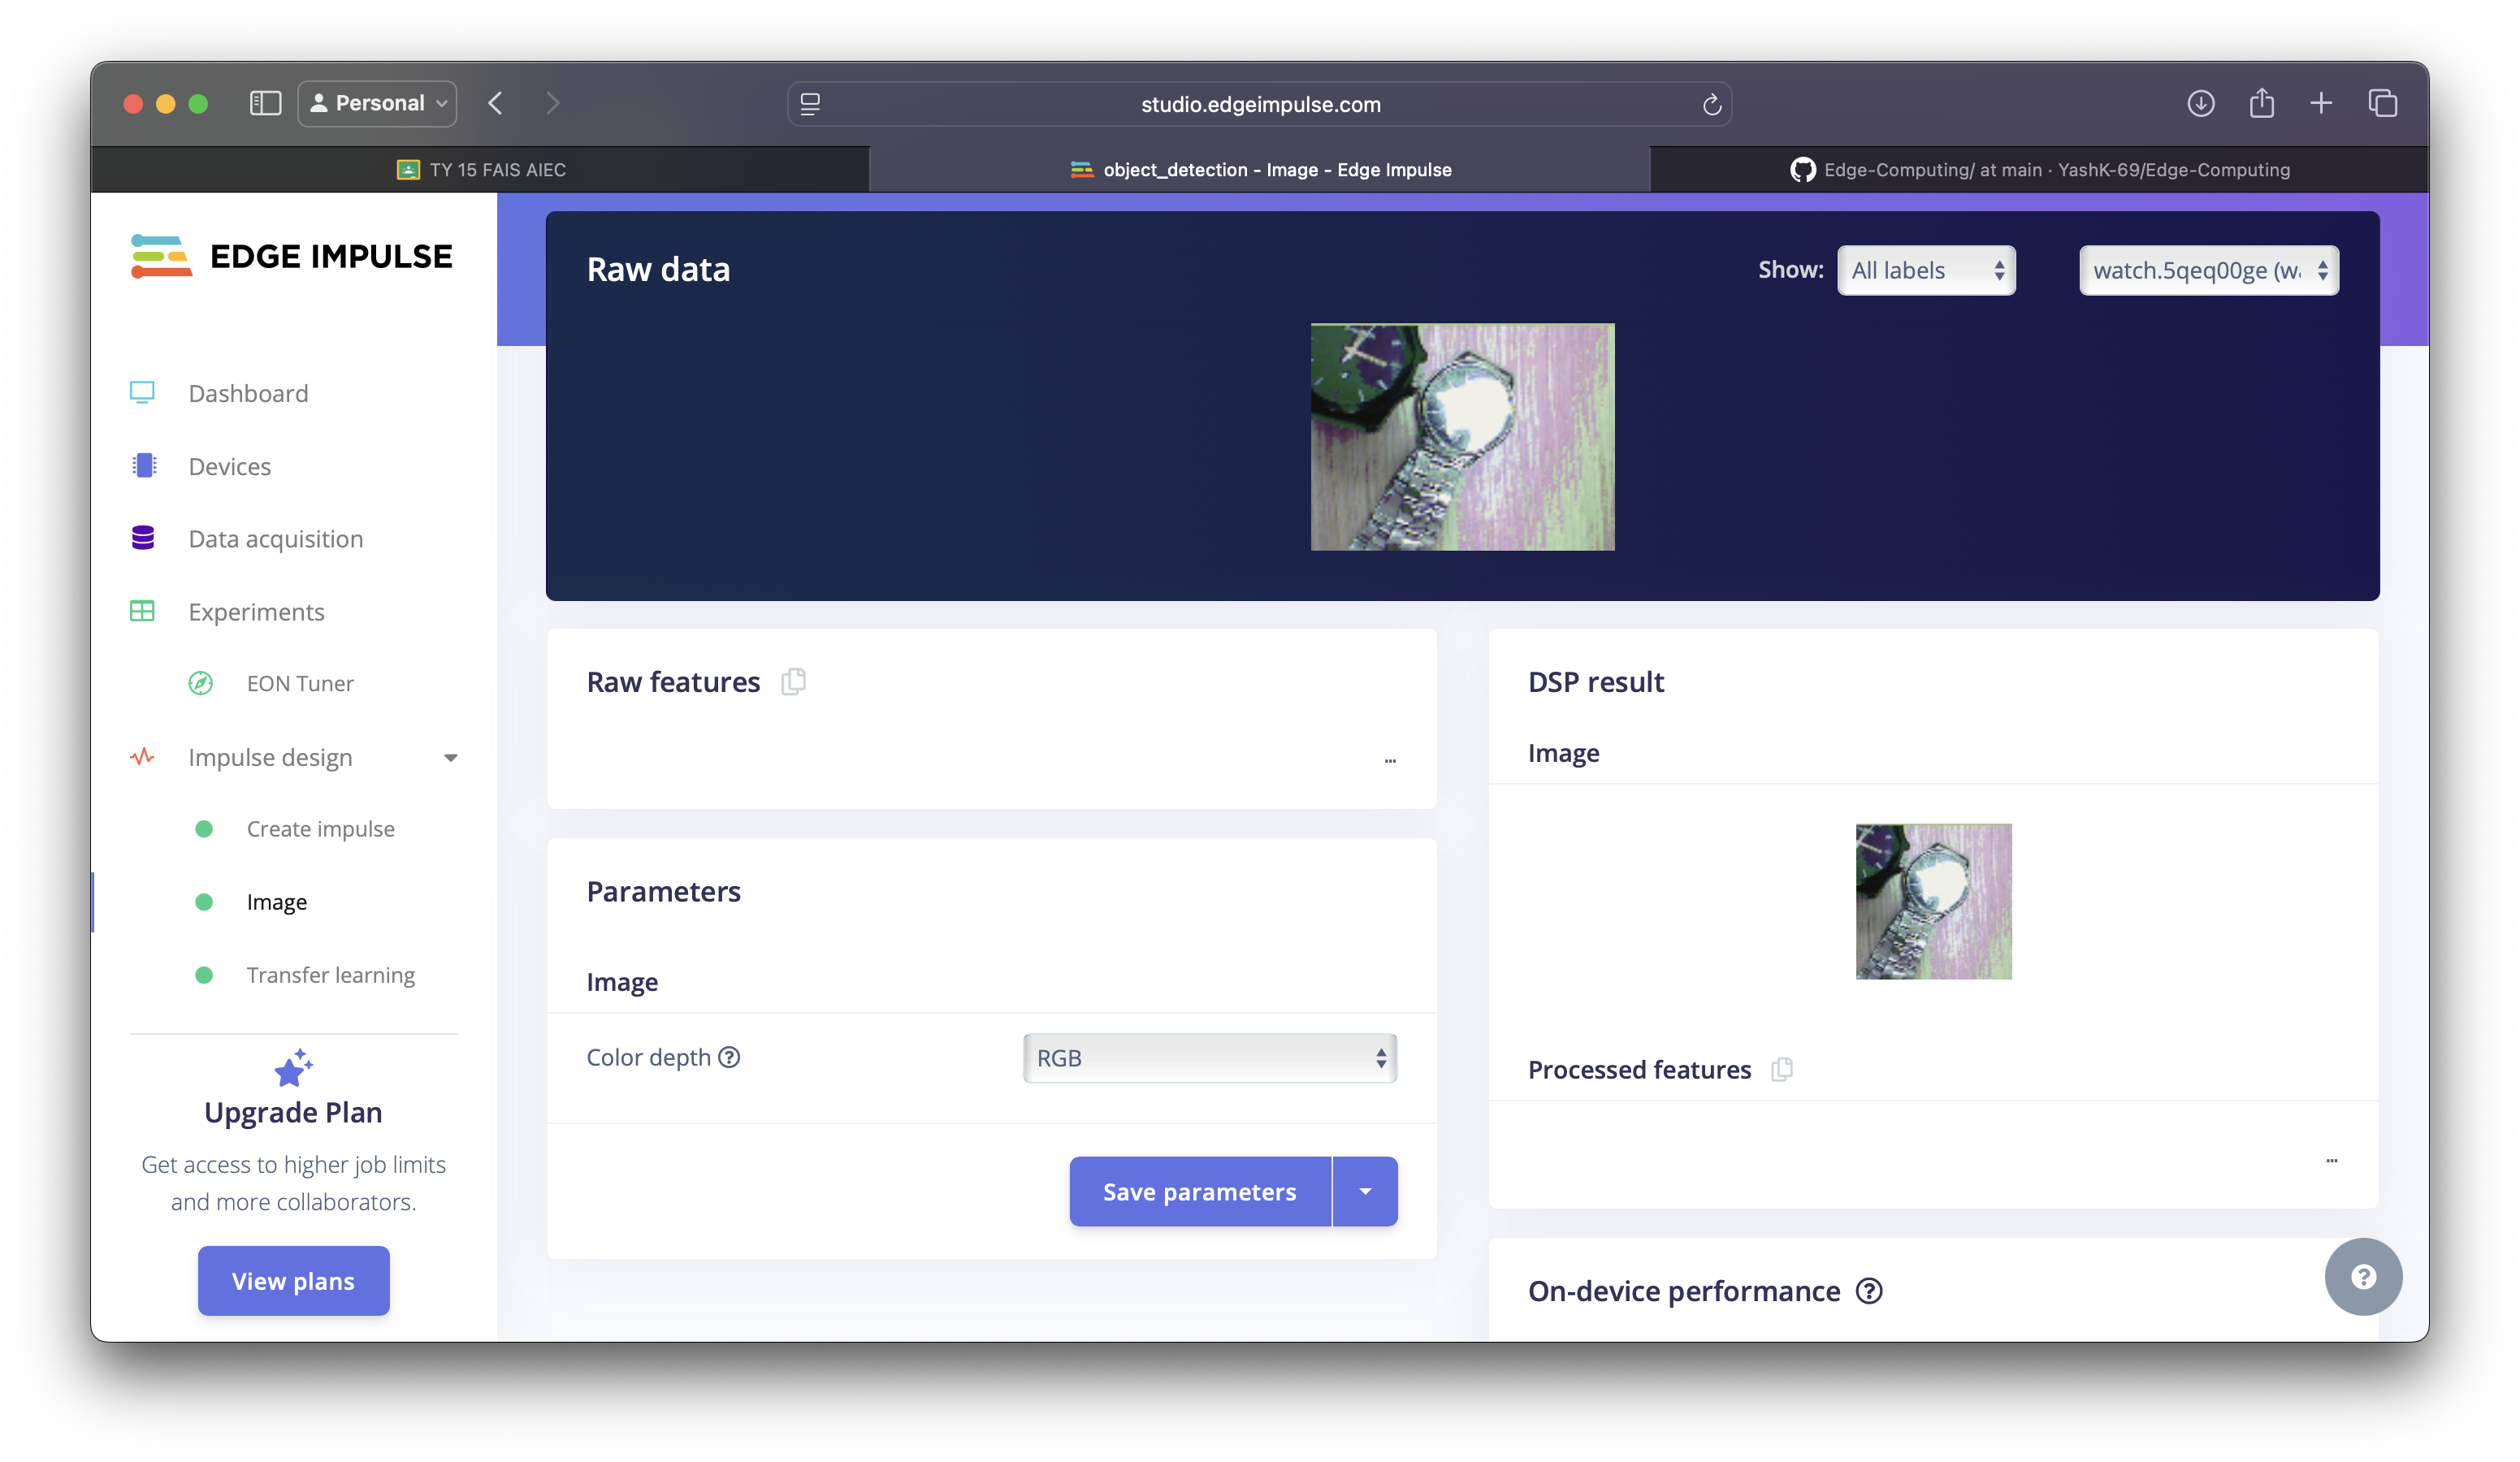 Personal
studio.edgeimpulse.com
TY 15 FAIS AIEC
object_detection - Image - Edge Impulse
Edge-Computing/ at main · YashK-69/Edge-Computing
EDGE IMPULSE
Dashboard
Devices
Data acquisition
Experiments
EON Tuner
Impulse design
Create impulse
Image
Transfer learning
Upgrade Plan
Get access to higher job limits
and more collaborators.
View plans
Raw data
Show:
All labels
watch.5qeq00ge (wa
Raw features
...
Parameters
Image
Color depth
RGB
Save parameters
DSP result
Image
Processed features
...
On-device performance